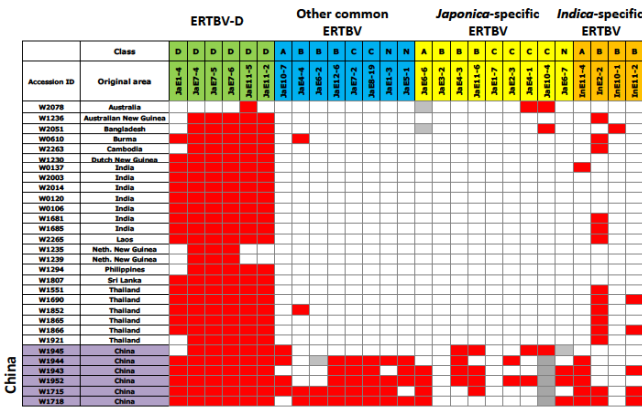 ERTBV-D
Other common ERTBV
Japonica-specific ERTBV
Indica-specific ERTBV
Class D D D D D D A B B B B C N N A B B B C C C C N A B B B
Accession ID Original area JaE1-4 JaE7-4 JaE7-5 JaE7-6 JaE11-5 JaE11-2 JaE10-7 JaE4-4 JaE6-2 JaE12-6 JaE7-2 JaE8-19 JaE1-3 JaE5-1 JaE6-6 JaE3-2 JaE4-3 JaE11-6 JaE1-7 JaE2-3 JaE4-1 JaE10-4 JaE6-7 InE11-4 InE2-2 InE10-1 InE11-2
W2078 Australia
W1236 Australian New Guinea
W2051 Bangladesh
W0610 Burma
W2263 Cambodia
W1230 Dutch New Guinea
W0137 India
W2003 India
W2014 India
W0120 India
W0106 India
W1681 India
W1685 India
W2265 Laos
W1235 Neth. New Guinea
W1239 Neth. New Guinea
W1294 Philippines
W1807 Sri Lanka
W1551 Thailand
W1690 Thailand
W1852 Thailand
W1865 Thailand
W1866 Thailand
W1921 Thailand
China
W1945 China
W1944 China
W1943 China
W1952 China
W1715 China
W1718 China